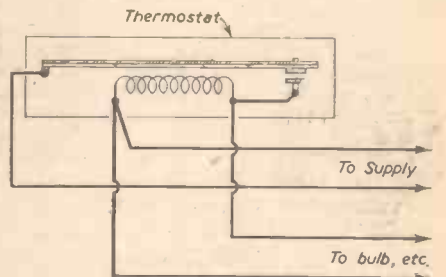 Thermostat
To Supply
To bulb, etc.